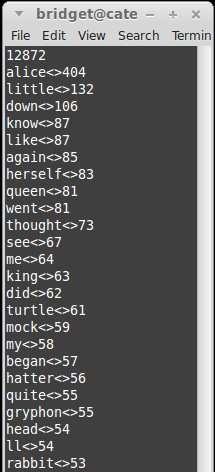 bridget@cate
File Edit View Search Termin
12872
alice<>404
little<>132
down<>106
know<>87
like<>87
again<>85
herself<>83
queen<>81
went<>81
thought<>73
see<>67
me<>64
king<>63
did<>62
turtle<>61
mock<>59
my<>58
began<>57
hatter<>56
quite<>55
gryphon<>55
head<>54
ll<>54
rabbit<>53